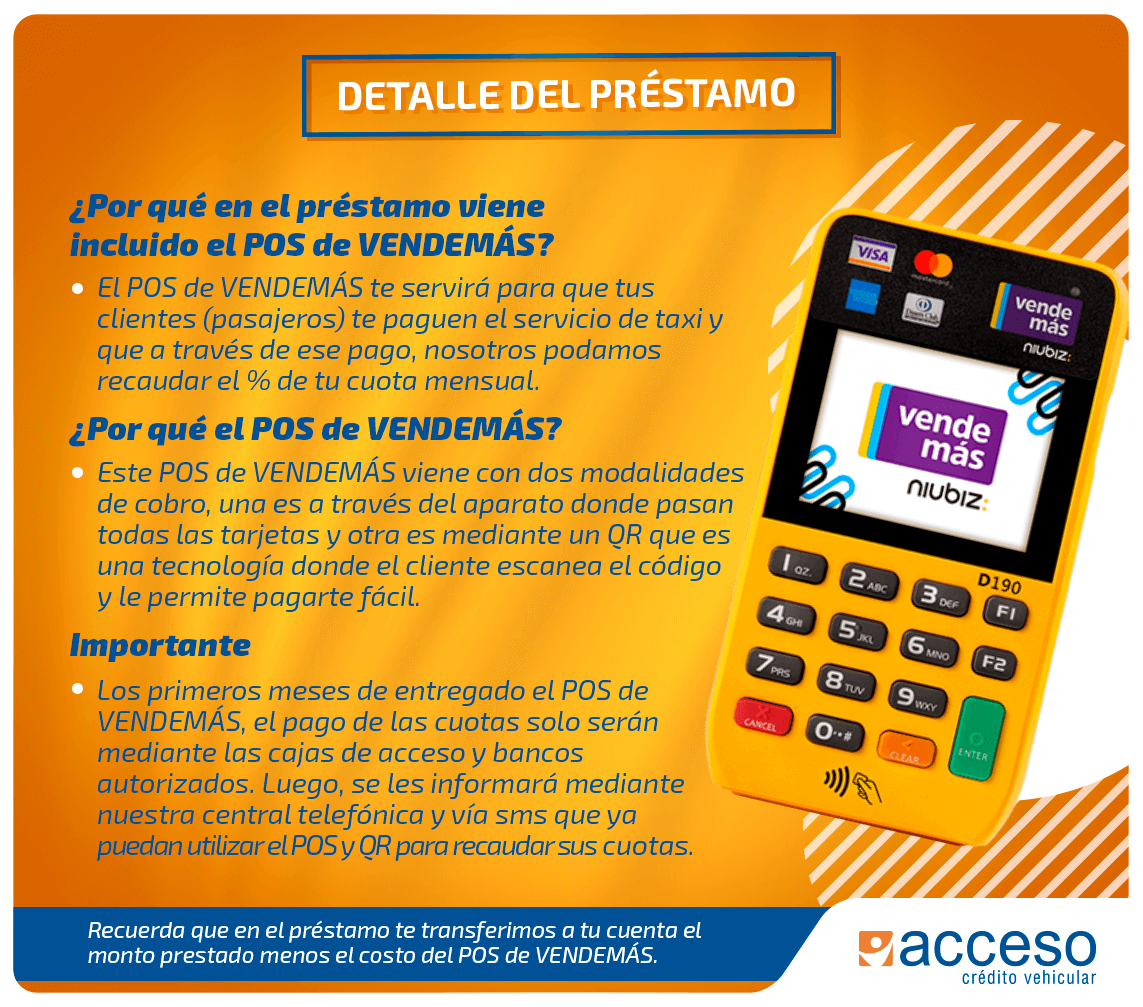 DETALLE DEL PRÉSTAMO
¿Por qué en el préstamo viene
incluido el POS de VENDEMÁS?
• El POS de VENDEMÁS te servirá para que tus
clientes (pasajeros) te paguen el servicio de taxi y
que a través de ese pago, nosotros podamos
recaudar el % de tu cuota mensual.
¿Por qué el POS de VENDEMÁS?
• Este POS de VENDEMÁS viene con dos modalidades
de cobro, una es a través del aparato donde pasan
todas las tarjetas y otra es mediante un QR que es
una tecnología donde el cliente escanea el código
y le permite pagarte fácil.
Importante
• Los primeros meses de entregado el POS de
VENDEMÁS, el pago de las cuotas solo serán
mediante las cajas de acceso y bancos
autorizados. Luego, se les informará mediante
nuestra central telefónica y vía sms que ya
puedan utilizar el POS y QR para recaudar sus cuotas.
VISA
mastercard
Diners Club
vende
más
niubiz:
vende
más
niubiz:
D190
1 QZ.
2 ABC
3 DEF
F1
4 GHI
5 JKL
6 MNO
F2
7 PRS
8 TUV
9 WXY
CANCEL
0·*#
CLEAR
ENTER
Recuerda que en el préstamo te transferimos a tu cuenta el
monto prestado menos el costo del POS de VENDEMÁS.
acceso
crédito vehicular